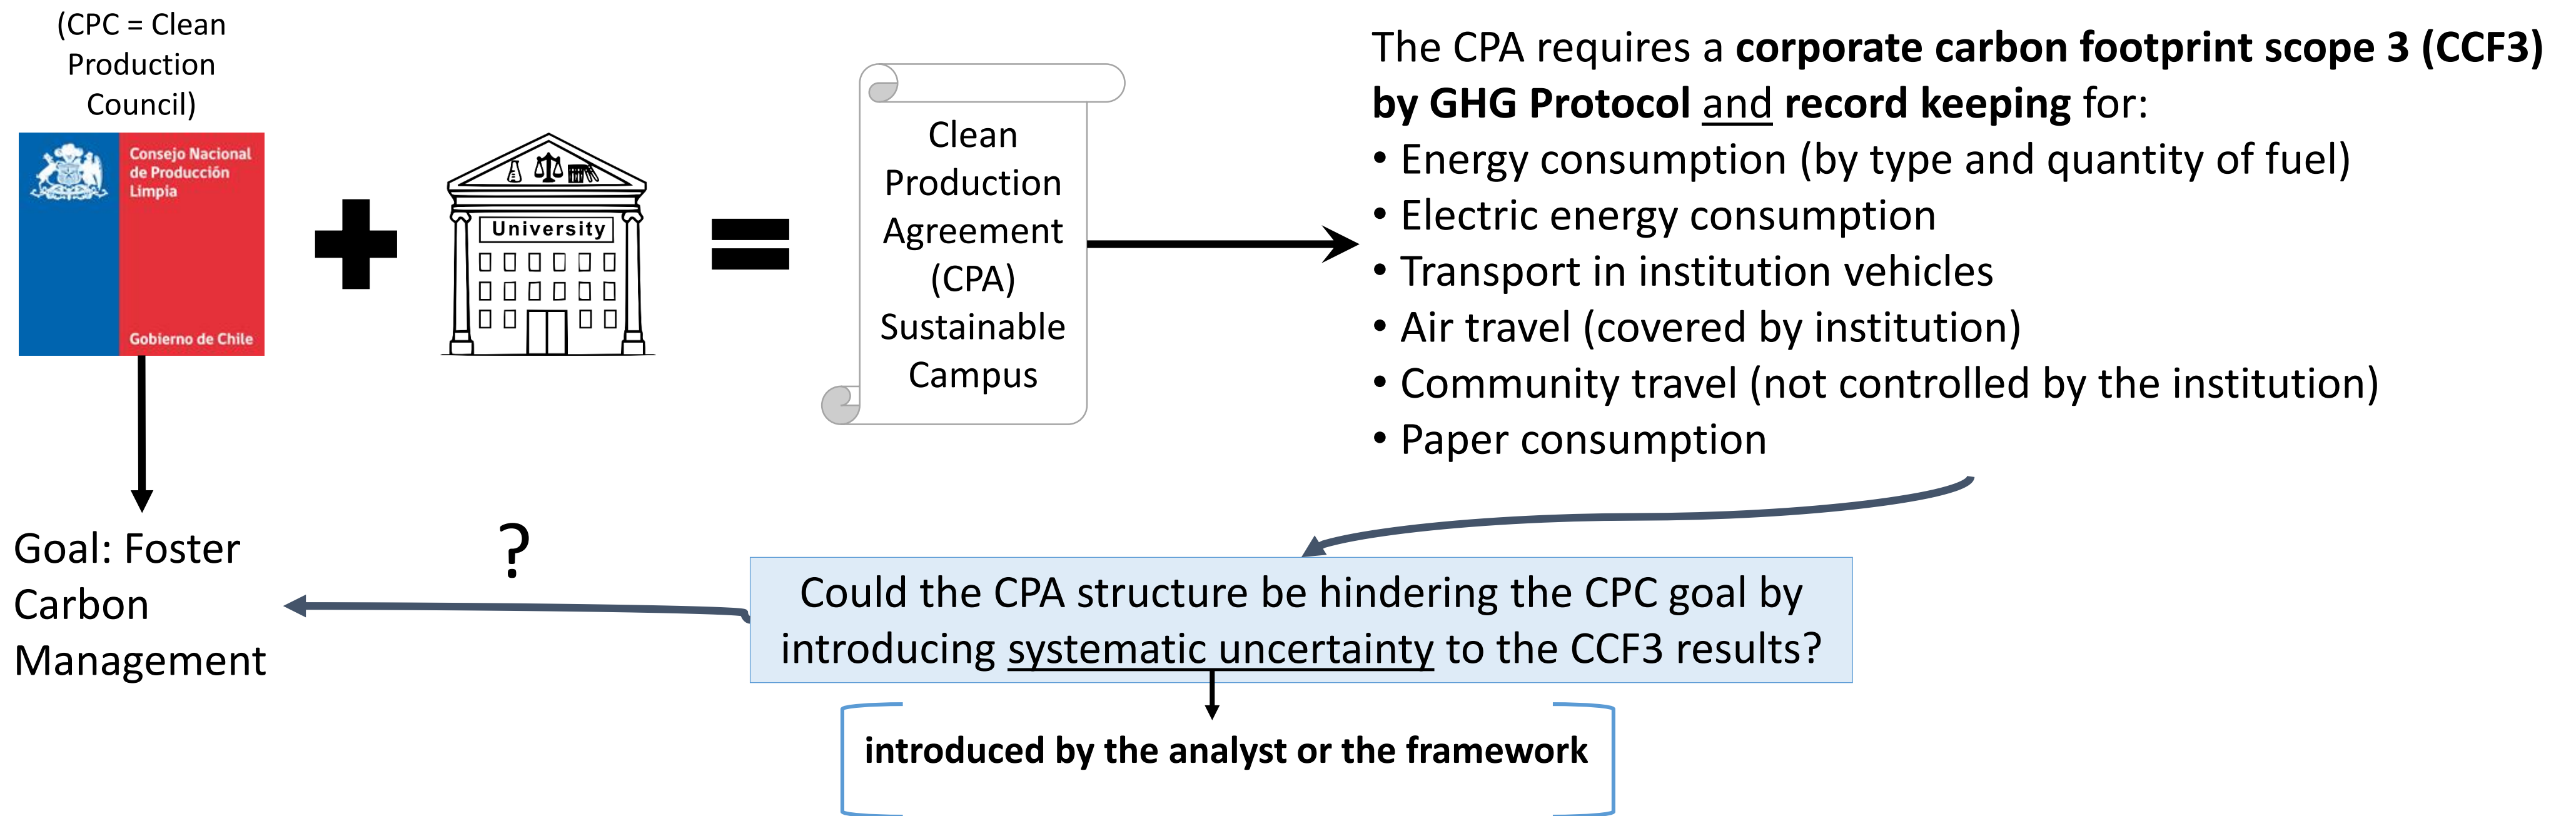 (CPC = Clean
Production
Council)
Consejo Nacional
de Producción
Limpia
Gobierno de Chile
University
Clean
Production
Agreement
(CPA)
Sustainable
Campus
The CPA requires a corporate carbon footprint scope 3 (CCF3)
by GHG Protocol and record keeping for:
• Energy consumption (by type and quantity of fuel)
• Electric energy consumption
• Transport in institution vehicles
• Air travel (covered by institution)
• Community travel (not controlled by the institution)
• Paper consumption
Goal: Foster
Carbon
Management
?
Could the CPA structure be hindering the CPC goal by
introducing systematic uncertainty to the CCF3 results?
introduced by the analyst or the framework